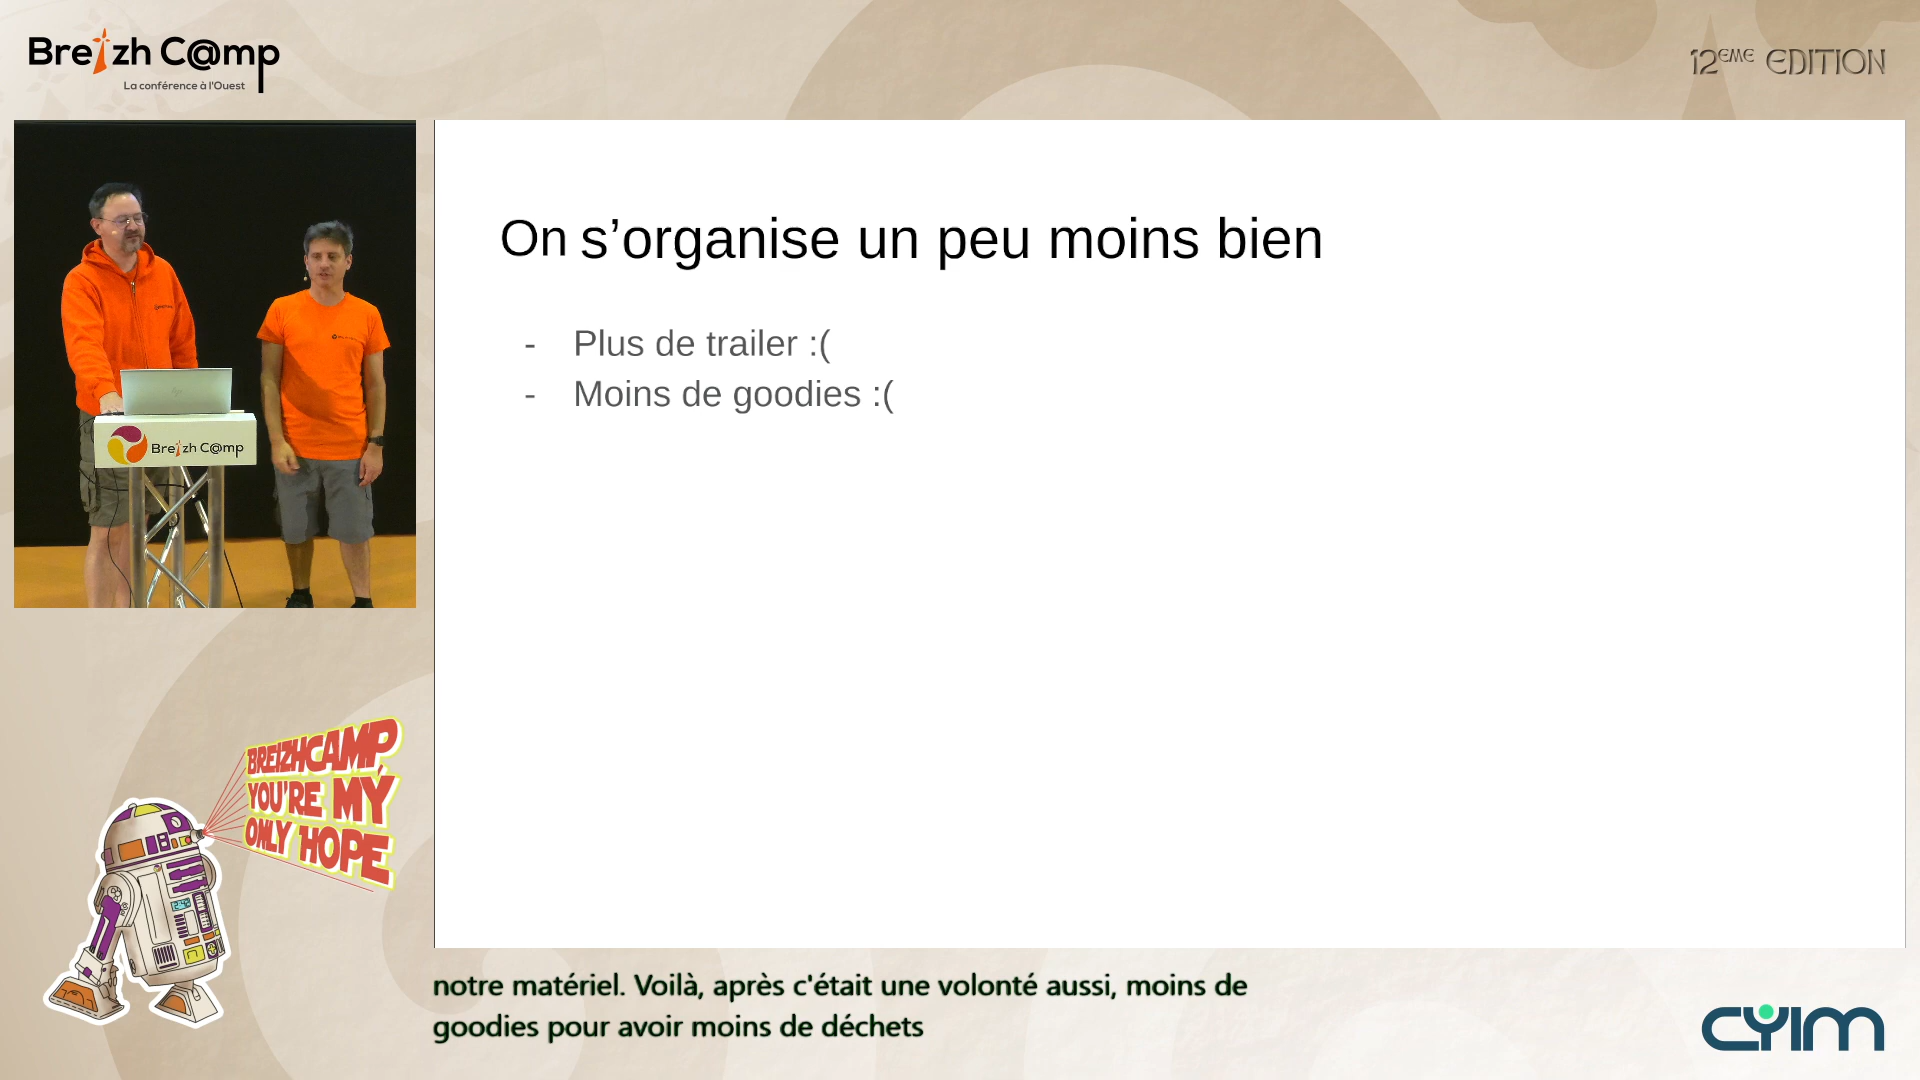 Breizh C@mp
La conférence à l'Ouest
12EME EDITION
On s’organise un peu moins bien
- Plus de trailer :(
- Moins de goodies :(
Breizh C@mp
BREIZHCAMP
YOU'RE MY
ONLY HOPE
notre matériel. Voilà, après c'était une volonté aussi, moins de
goodies pour avoir moins de déchets
CYIM